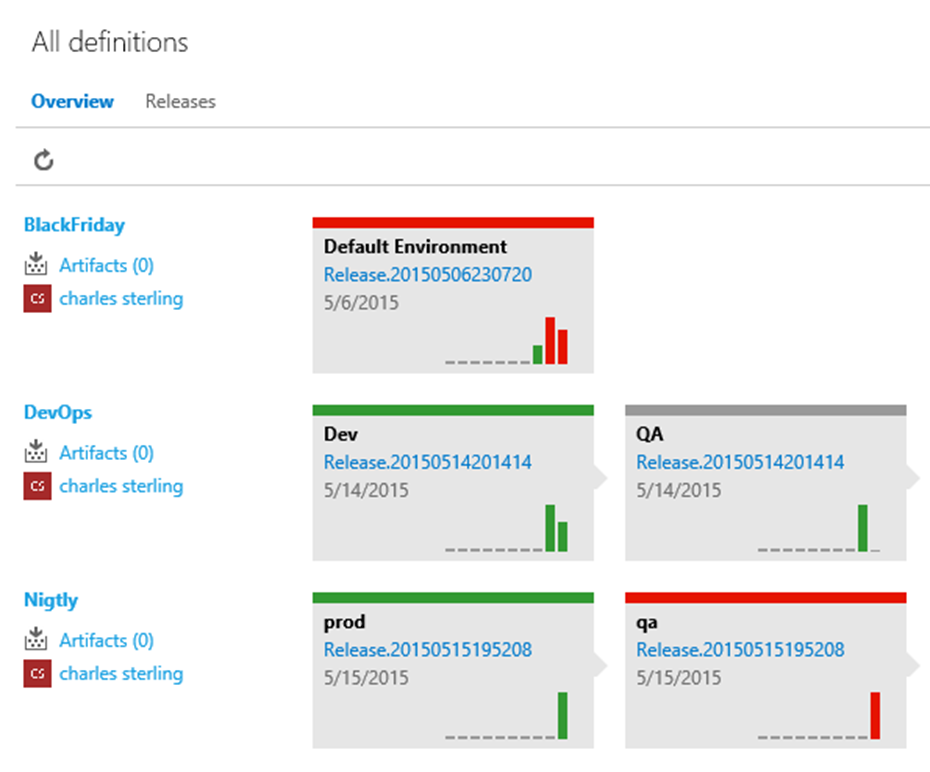 All definitions
Overview Releases
BlackFriday
Artifacts (0)
CS charles sterling
Default Environment
Release.20150506230720
5/6/2015
DevOps
Artifacts (0)
CS charles sterling
Dev
Release.20150514201414
5/14/2015
QA
Release.20150514201414
5/14/2015
Nigtly
Artifacts (0)
CS charles sterling
prod
Release.20150515195208
5/15/2015
qa
Release.20150515195208
5/15/2015